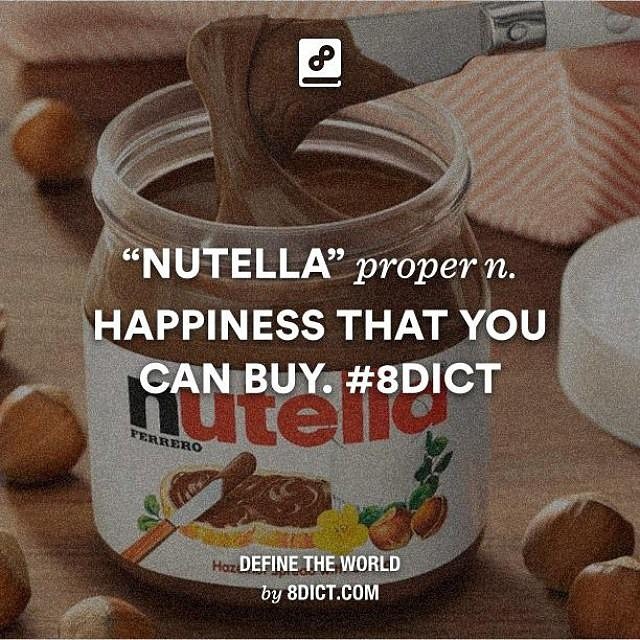 “NUTELLA” proper n.
HAPPINESS THAT YOU
CAN BUY. #8DICT
nutella
FERRERO
DEFINE THE WORLD
by 8DICT.COM